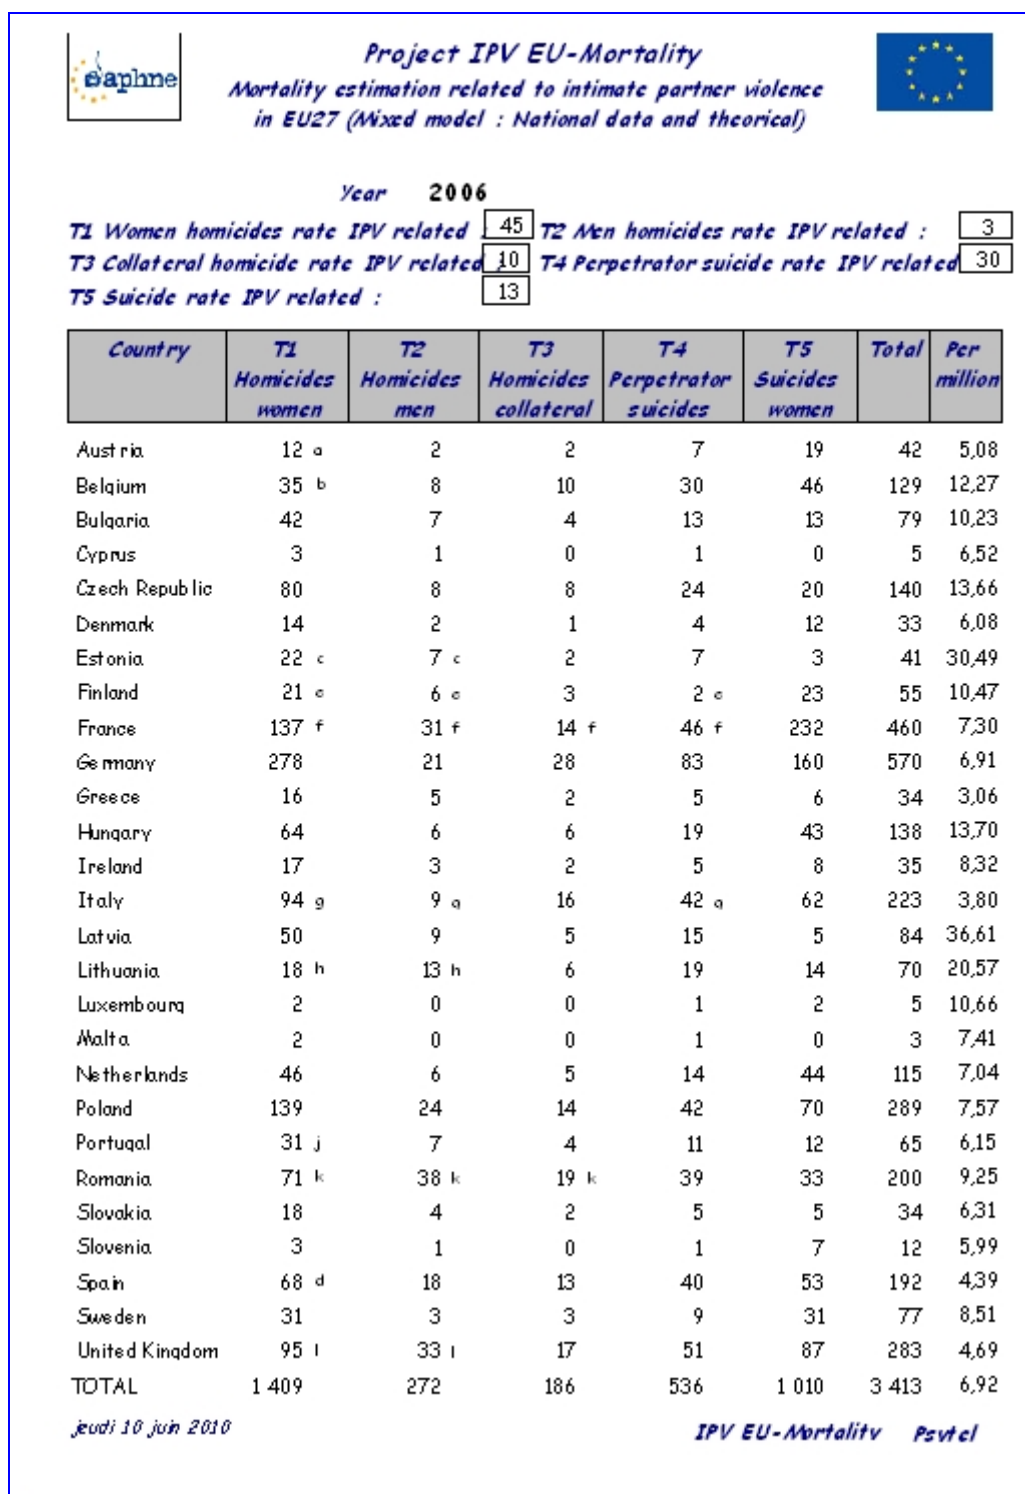 daphne
Project IPV EU-Mortality
Mortality estimation related to intimate partner violence
in EU27 (Mixed model : National data and theorical)
Year 2006
T1 Women homicides rate IPV related : 45 T2 Men homicides rate IPV related : 3
T3 Collateral homicide rate IPV related : 10 T4 Perpetrator suicide rate IPV related 30
T5 Suicide rate IPV related : 13
Country T1 Homicides women T2 Homicides men T3 Homicides collateral T4 Perpetrator suicides T5 Suicides women Total Per million
Austria 12 a 2 2 7 19 42 5,08
Belgium 35 b 8 10 30 46 129 12,27
Bulgaria 42 7 4 13 13 79 10,23
Cyprus 3 1 0 1 0 5 6,52
Czech Republic 80 8 8 24 20 140 13,66
Denmark 14 2 1 4 12 33 6,08
Estonia 22 c 7 c 2 7 3 41 30,49
Finland 21 e 6 e 3 2 e 23 55 10,47
France 137 f 31 f 14 f 46 f 232 460 7,30
Germany 278 21 28 83 160 570 6,91
Greece 16 5 2 5 6 34 3,06
Hungary 64 6 6 19 43 138 13,70
Ireland 17 3 2 5 8 35 8,32
Italy 94 g 9 g 16 42 g 62 223 3,80
Latvia 50 9 5 15 5 84 36,61
Lithuania 18 h 13 h 6 19 14 70 20,57
Luxembourg 2 0 0 1 2 5 10,66
Malta 2 0 0 1 0 3 7,41
Netherlands 46 6 5 14 44 115 7,04
Poland 139 24 14 42 70 289 7,57
Portugal 31 j 7 4 11 12 65 6,15
Romania 71 k 38 k 19 k 39 33 200 9,25
Slovakia 18 4 2 5 5 34 6,31
Slovenia 3 1 0 1 7 12 5,99
Spain 68 d 18 13 40 53 192 4,39
Sweden 31 3 3 9 31 77 8,51
United Kingdom 95 l 33 l 17 51 87 283 4,69
TOTAL 1 409 272 186 536 1 010 3 413 6,92
jeudi 10 juin 2010 IPV EU-Mortality Psytel